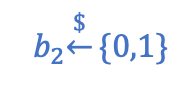 b₂ ←$ {0,1}